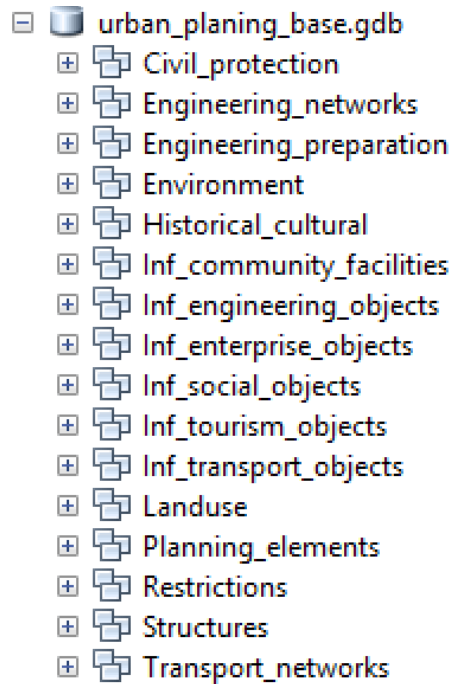 urban_planing_base.gdb
Civil_protection
Engineering_networks
Engineering_preparation
Environment
Historical_cultural
Inf_community_facilities
Inf_engineering_objects
Inf_enterprise_objects
Inf_social_objects
Inf_tourism_objects
Inf_transport_objects
Landuse
Planning_elements
Restrictions
Structures
Transport_networks